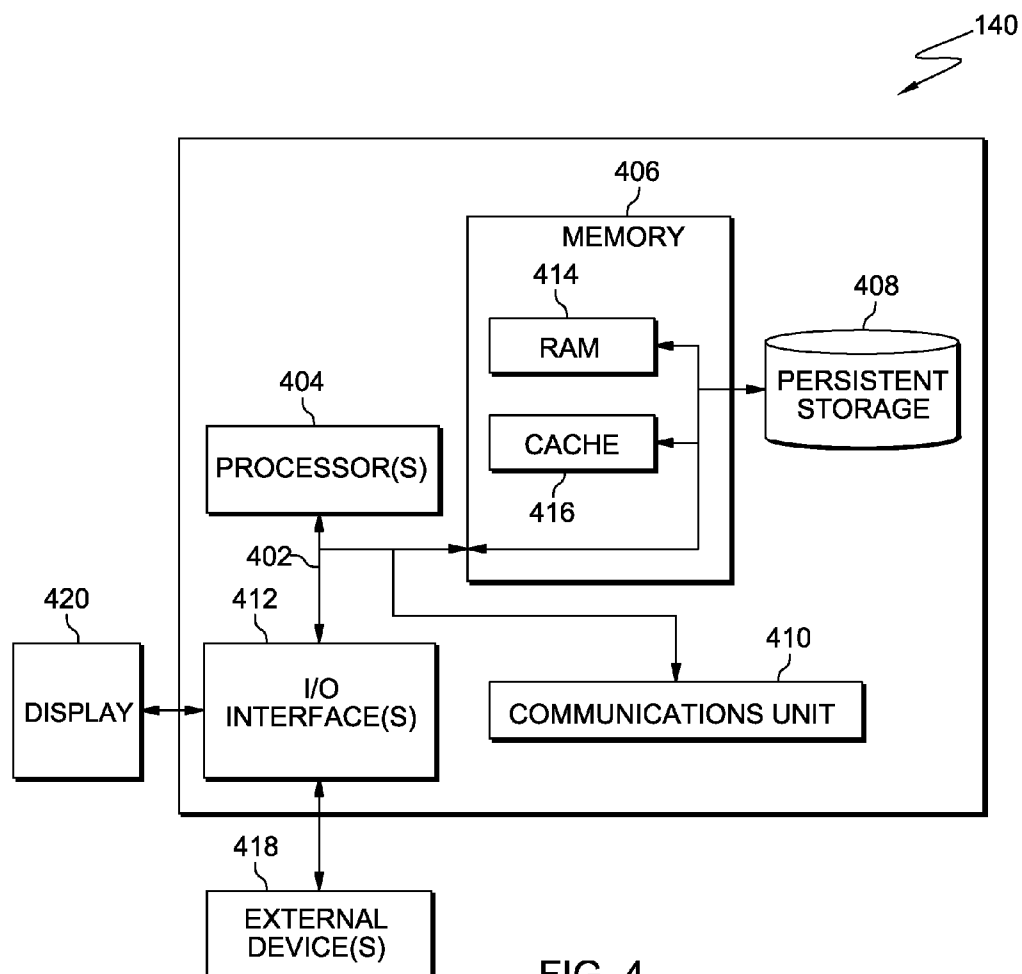 140
406
MEMORY
414
RAM
408
PERSISTENT
STORAGE
404
PROCESSOR(S)
CACHE
416
402
420
412
DISPLAY
I/O
INTERFACE(S)
410
COMMUNICATIONS UNIT
418
EXTERNAL
DEVICE(S)
FIG. 4